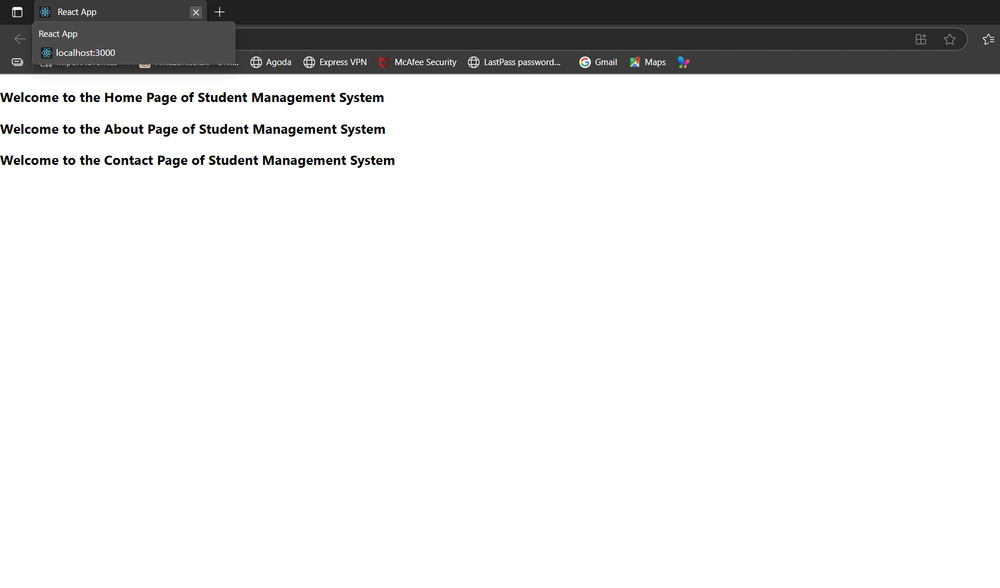 React App
React App
localhost:3000
Agoda
Express VPN
McAfee Security
LastPass password...
Gmail
Maps
Welcome to the Home Page of Student Management System
Welcome to the About Page of Student Management System
Welcome to the Contact Page of Student Management System